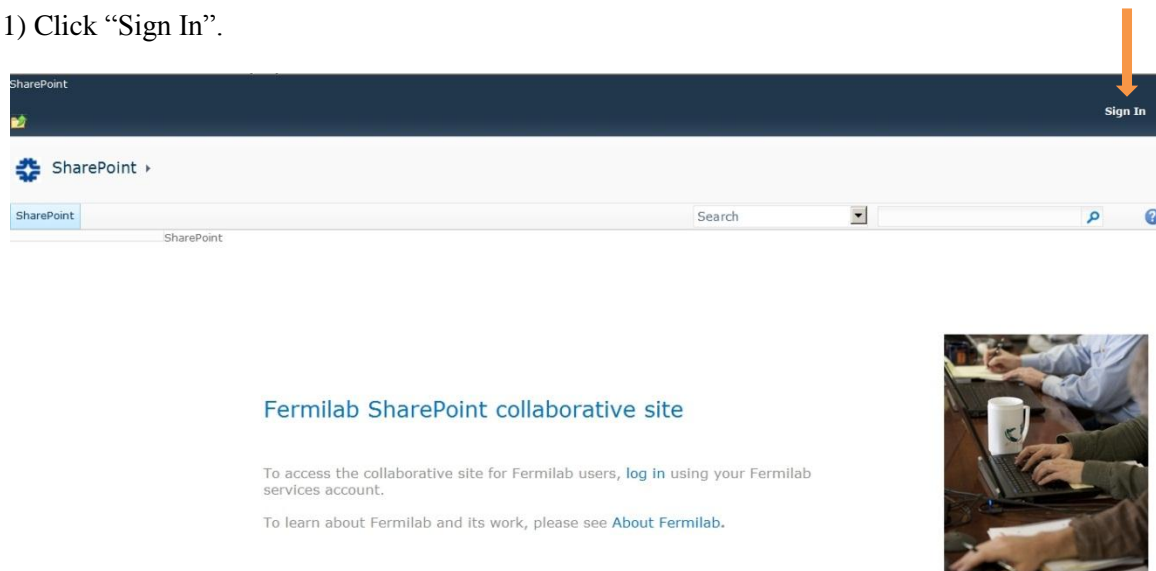 1) Click “Sign In”.
SharePoint
Sign In
SharePoint
SharePoint
Search
SharePoint
Fermilab SharePoint collaborative site
To access the collaborative site for Fermilab users, log in using your Fermilab
services account.
To learn about Fermilab and its work, please see About Fermilab.